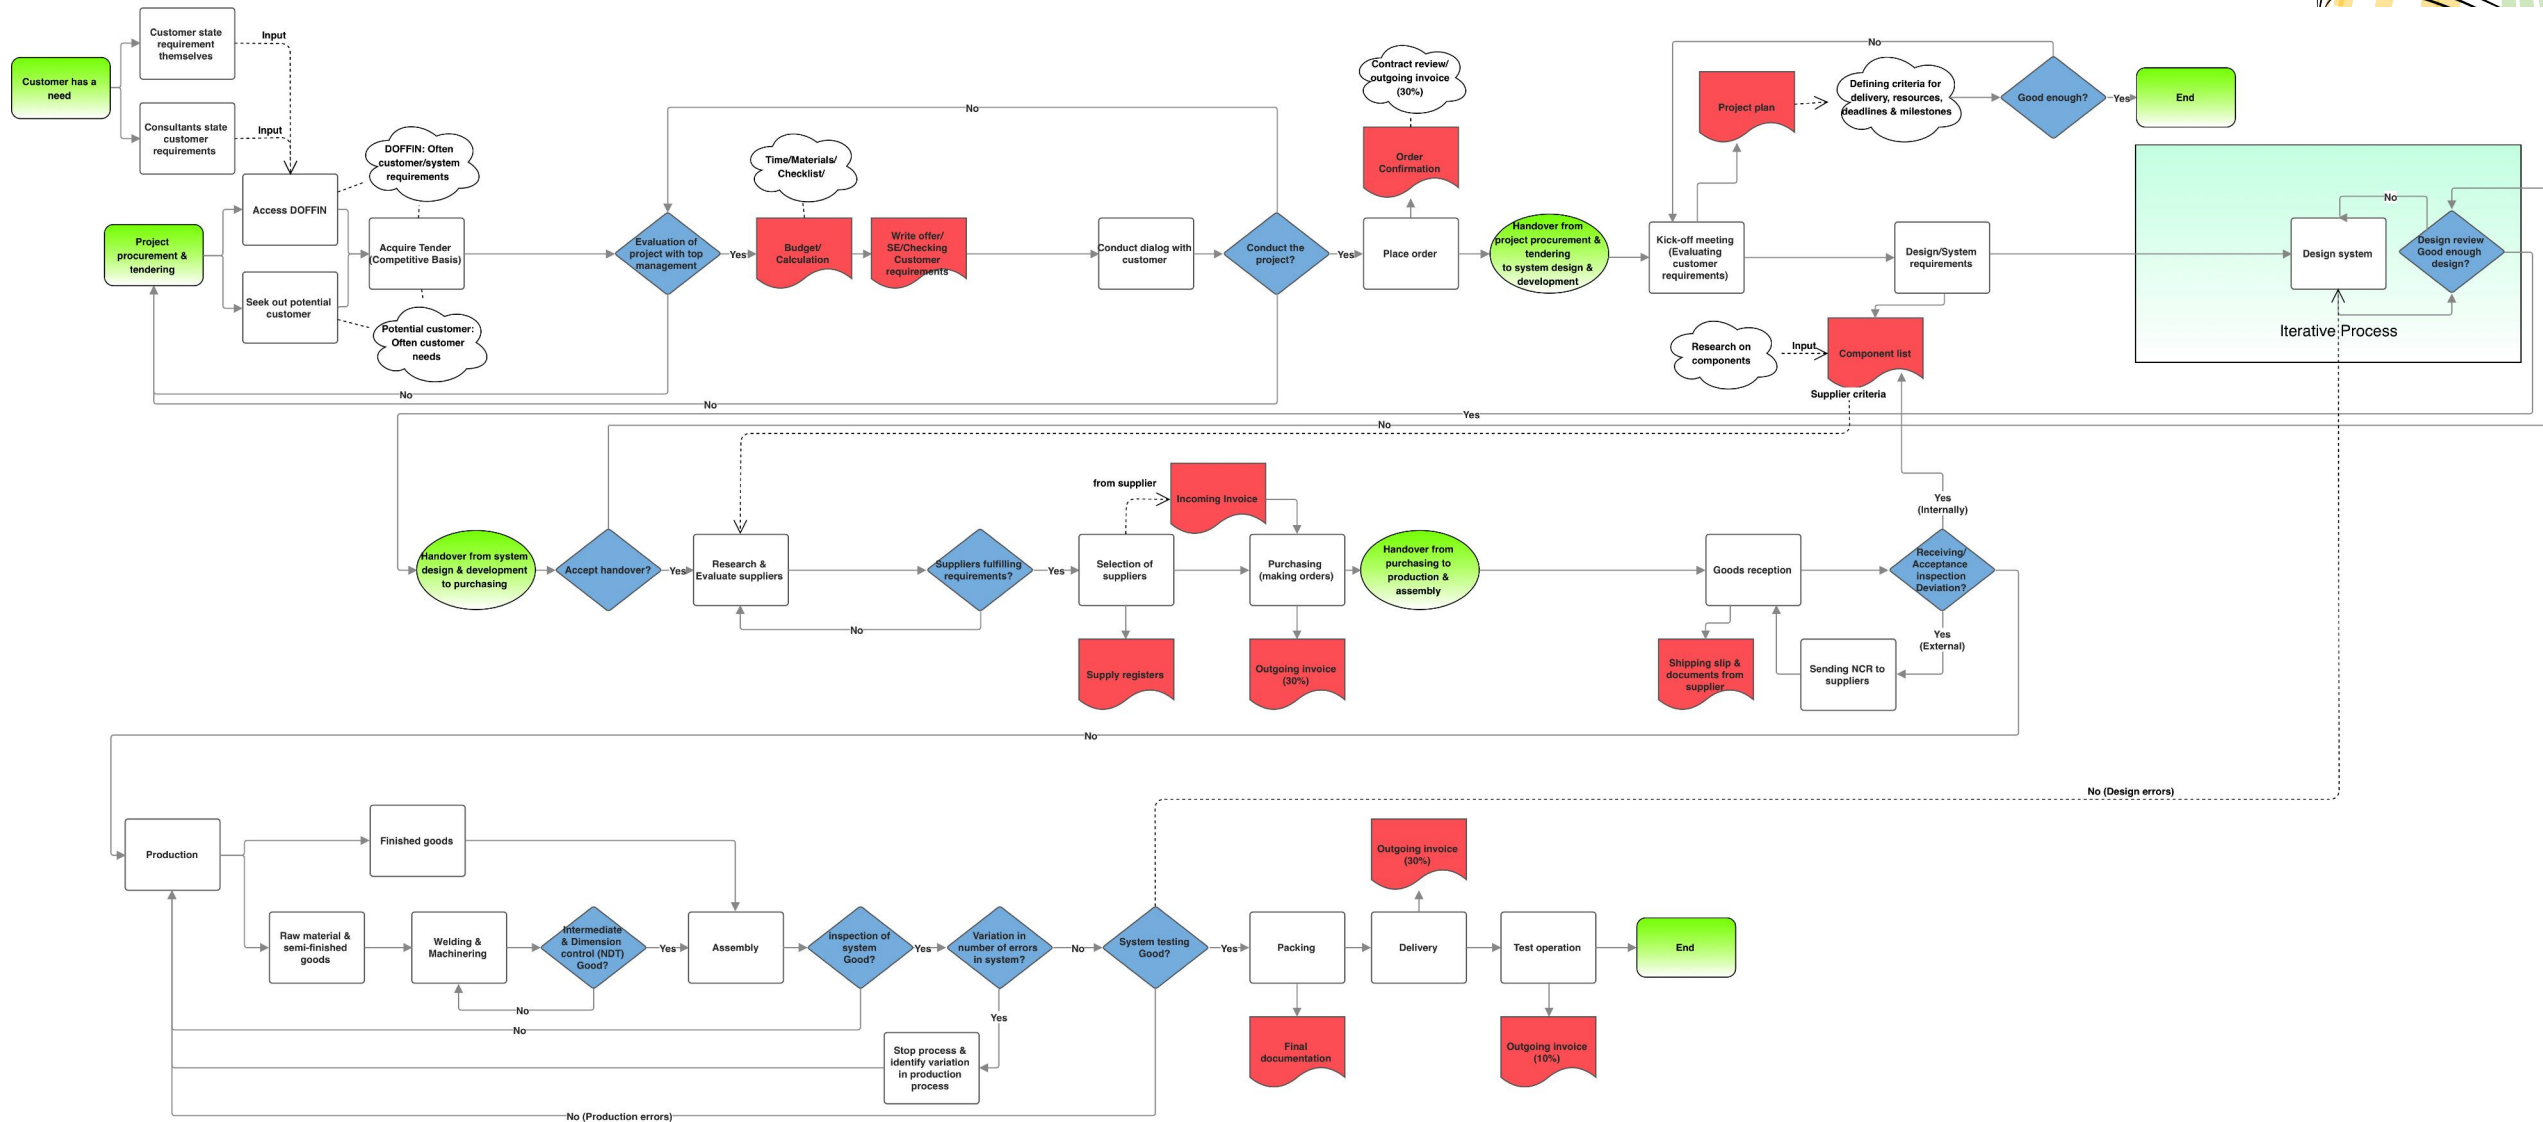 Customer state
requirement
themselves
Input
Customer has a
need
Consultants state
customer
requirements
Input
DOFFIN: Often
customer/system
requirements
Access DOFFIN
Project
procurement &
tendering
Acquire Tender
(Competitive Basis)
Seek out potential
customer
Potential customer:
Often customer
needs
No
Time/Materials/
Checklist/
Evaluation of
project with top
management
Yes
Budget/
Calculation
Write offer/
SE/Checking
Customer
requirements
Conduct dialog with
customer
Conduct the
project?
Yes
Contract review/
outgoing invoice
(30%)
Order
Confirmation
Place order
Handover from
project procurement &
tendering
to system design &
development
No
Project plan
Defining criteria for
delivery, resources,
deadlines & milestones
Good enough?
Yes
End
Kick-off meeting
(Evaluating
customer
requirements)
Design/System
requirements
No
Design system
Design review
Good enough
design?
Iterative Process
Research on
components
Input
Component list
Supplier criteria
No
No
Yes
No
from supplier
Incoming Invoice
Yes
(Internally)
Handover from system
design & development
to purchasing
Accept handover?
Yes
Research &
Evaluate suppliers
Suppliers fulfilling
requirements?
Yes
Selection of
suppliers
Purchasing
(making orders)
Handover from
purchasing to
production &
assembly
Goods reception
Receiving/
Acceptance
inspection
Deviation?
No
Yes
(External)
Supply registers
Outgoing invoice
(30%)
Shipping slip &
documents from
supplier
Sending NCR to
suppliers
No
No (Design errors)
Production
Finished goods
Outgoing invoice
(30%)
Raw material &
semi-finished
goods
Welding &
Machinering
Intermediate
& Dimension
control (NDT)
Good?
Yes
Assembly
inspection of
system
Good?
Yes
Variation in
number of errors
in system?
No
System testing
Good?
Yes
Packing
Delivery
Test operation
End
No
No
Yes
Stop process &
identify variation
in production
process
Final
documentation
Outgoing invoice
(10%)
No (Production errors)